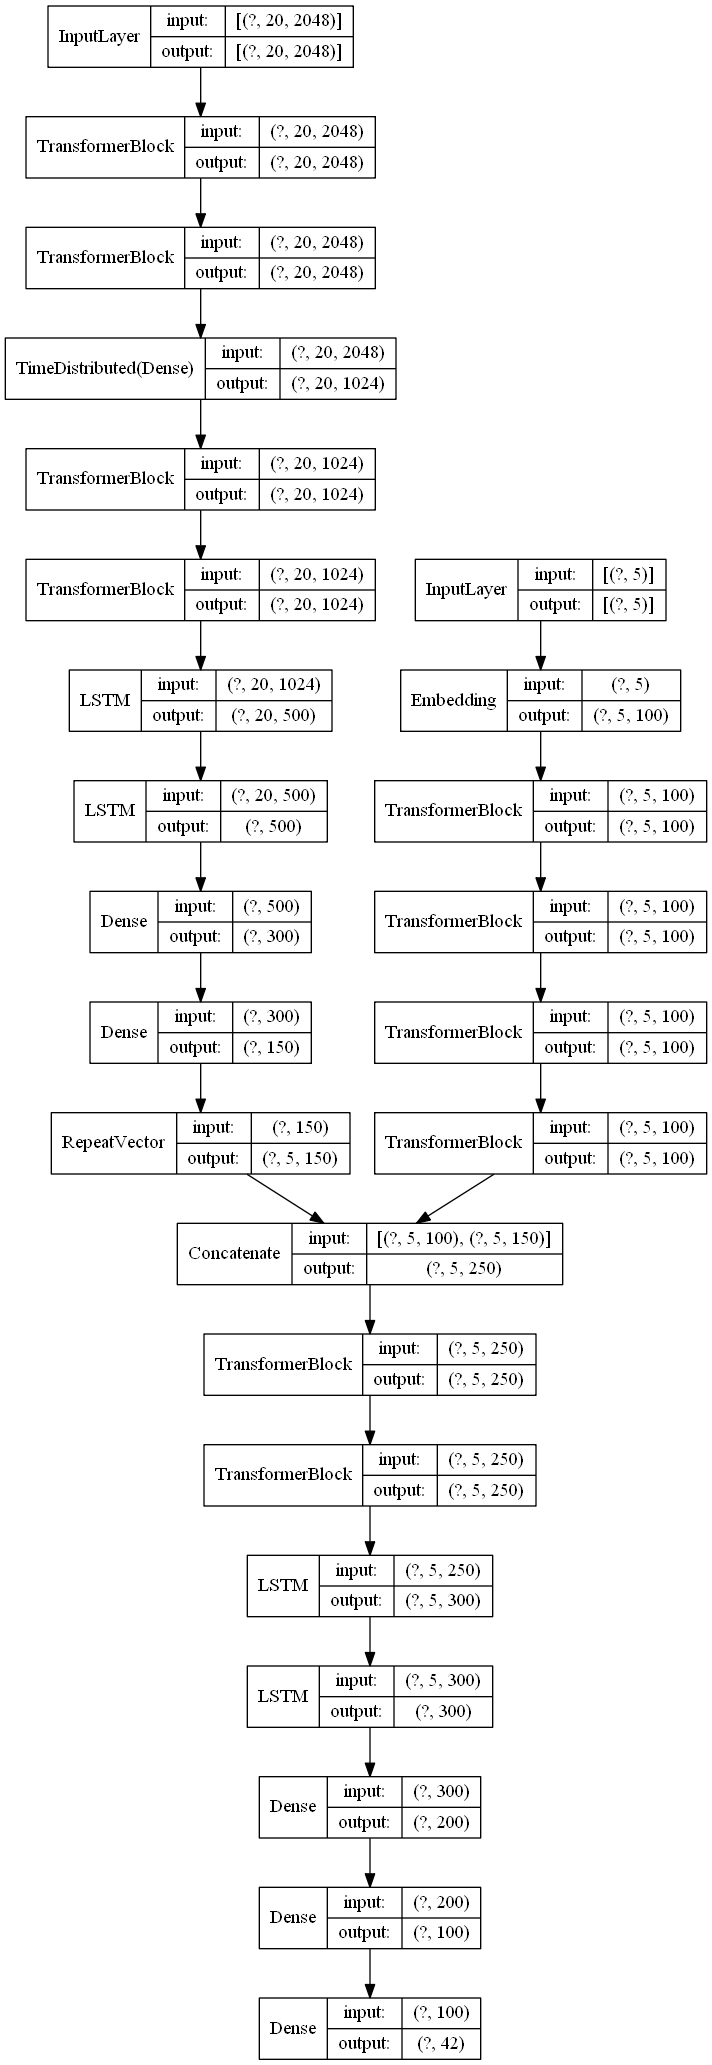 InputLayer input: [(?, 20, 2048)]
output: [(?, 20, 2048)]
TransformerBlock input: (?, 20, 2048)
output: (?, 20, 2048)
TransformerBlock input: (?, 20, 2048)
output: (?, 20, 2048)
TimeDistributed(Dense) input: (?, 20, 2048)
output: (?, 20, 1024)
TransformerBlock input: (?, 20, 1024)
output: (?, 20, 1024)
TransformerBlock input: (?, 20, 1024)
output: (?, 20, 1024)
LSTM input: (?, 20, 1024)
output: (?, 20, 500)
LSTM input: (?, 20, 500)
output: (?, 500)
Dense input: (?, 500)
output: (?, 300)
Dense input: (?, 300)
output: (?, 150)
RepeatVector input: (?, 150)
output: (?, 5, 150)
InputLayer input: [(?, 5)]
output: [(?, 5)]
Embedding input: (?, 5)
output: (?, 5, 100)
TransformerBlock input: (?, 5, 100)
output: (?, 5, 100)
TransformerBlock input: (?, 5, 100)
output: (?, 5, 100)
TransformerBlock input: (?, 5, 100)
output: (?, 5, 100)
TransformerBlock input: (?, 5, 100)
output: (?, 5, 100)
Concatenate input: [(?, 5, 100), (?, 5, 150)]
output: (?, 5, 250)
TransformerBlock input: (?, 5, 250)
output: (?, 5, 250)
TransformerBlock input: (?, 5, 250)
output: (?, 5, 250)
LSTM input: (?, 5, 250)
output: (?, 5, 300)
LSTM input: (?, 5, 300)
output: (?, 300)
Dense input: (?, 300)
output: (?, 200)
Dense input: (?, 200)
output: (?, 100)
Dense input: (?, 100)
output: (?, 42)